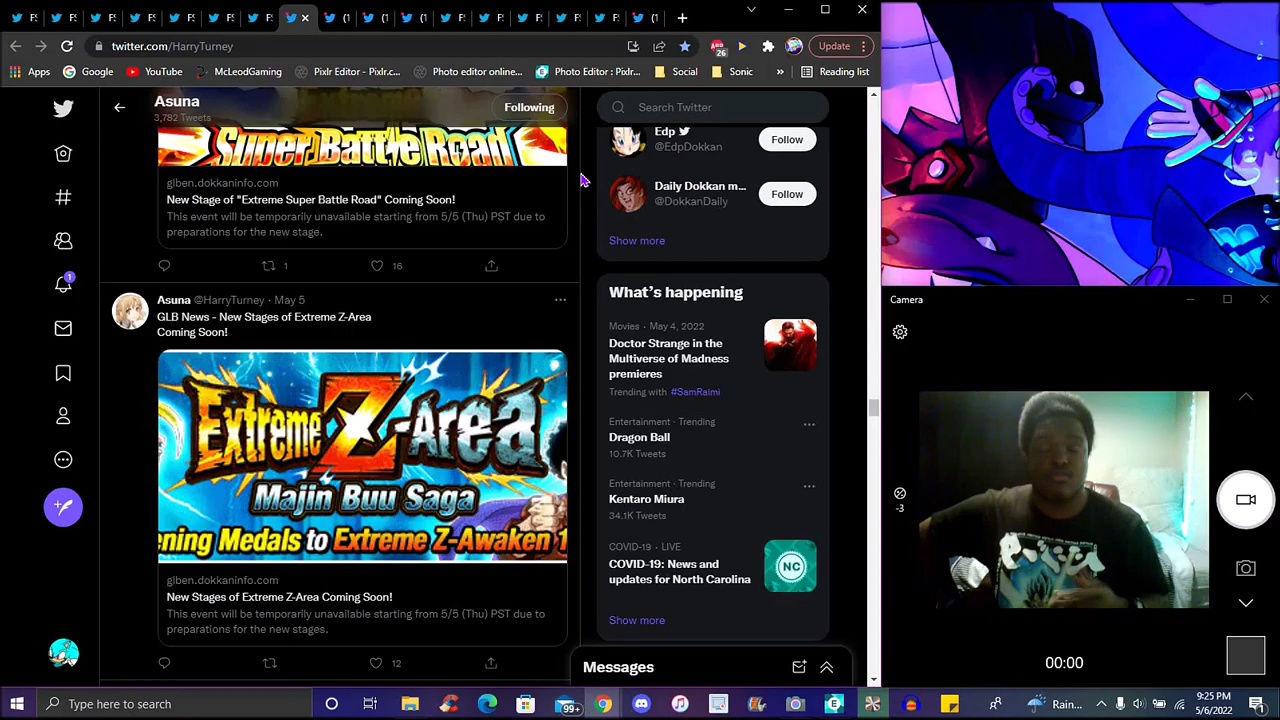 twitter.com/HarryTurney
Update
26
Apps
Google
YouTube
McLeodGaming
Pixlr Editor - Pixlr.c...
Photo editor online...
Photo Editor : Pixlr...
Social
Sonic
»
Reading list
Asuna
3,782 Tweets
Following
Search Twitter
Super Battle Road
glben.dokkaninfo.com
New Stage of "Extreme Super Battle Road" Coming Soon!
This event will be temporarily unavailable starting from 5/5 (Thu) PST due to
preparations for the new stage.
1
16
Asuna @HarryTurney · May 5
GLB News - New Stages of Extreme Z-Area
Coming Soon!
Extreme Z-Area
Majin Buu Saga
ening Medals to Extreme Z-Awaken 1
glben.dokkaninfo.com
New Stages of Extreme Z-Area Coming Soon!
This event will be temporarily unavailable starting from 5/5 (Thu) PST due to
preparations for the new stages.
12
1
Edp
@EdpDokkan
Follow
Daily Dokkan m...
@DokkanDaily
Follow
Show more
What's happening
Movies · May 4, 2022
Doctor Strange in the
Multiverse of Madness
premieres
Trending with #SamRaimi
Entertainment · Trending
Dragon Ball
10.7K Tweets
Entertainment · Trending
Kentaro Miura
34.1K Tweets
COVID-19 · LIVE
COVID-19: News and
updates for North Carolina
NC
Show more
Messages
Camera
-3
00:00
Type here to search
99+
Rain...
9:25 PM
5/6/2022
1